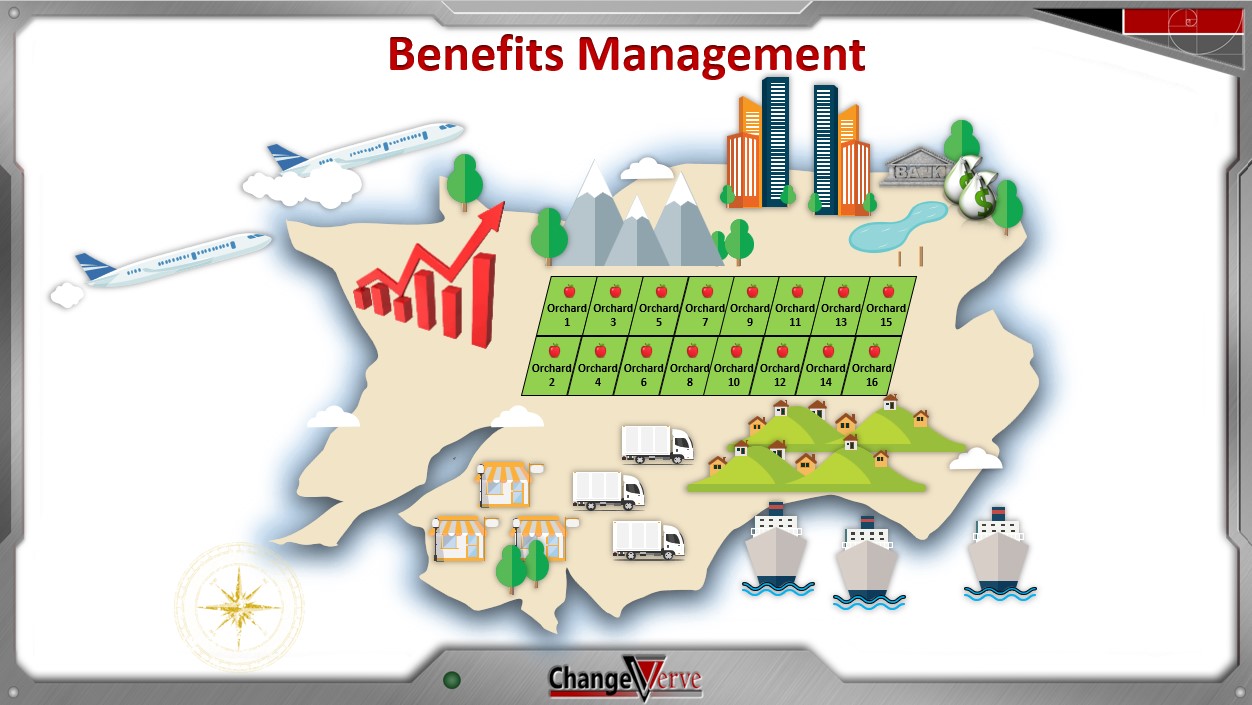 Benefits Management
BANK
Orchard
1
Orchard
3
Orchard
5
Orchard
7
Orchard
9
Orchard
11
Orchard
13
Orchard
15
Orchard
2
Orchard
4
Orchard
6
Orchard
8
Orchard
10
Orchard
12
Orchard
14
Orchard
16
$
$
ChangeVerve